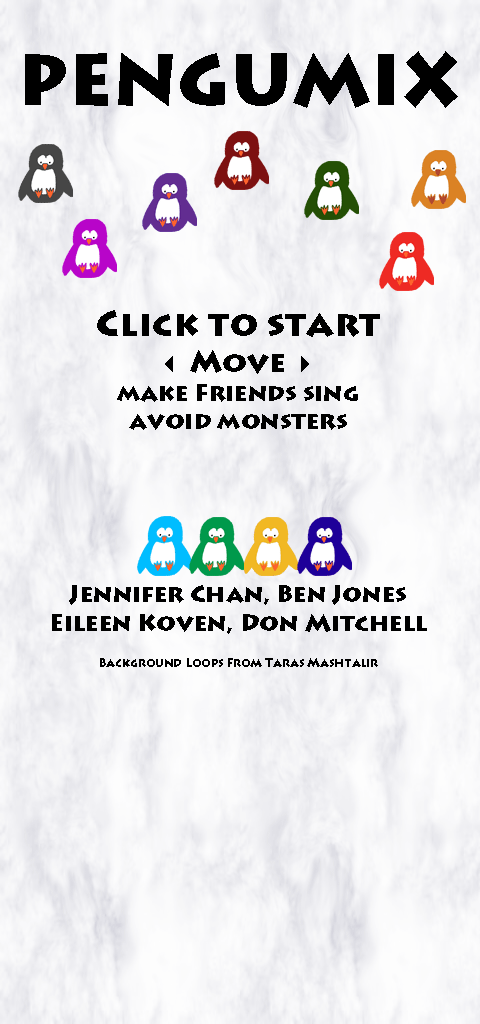 PENGUMIX
CLICK TO START
MOVE
MAKE FRIENDS SING
AVOID MONSTERS
JENNIFER CHAN, BEN JONES
EILEEN KOVEN, DON MITCHELL
BACKGROUND LOOPS FROM TARAS MASHTALIR